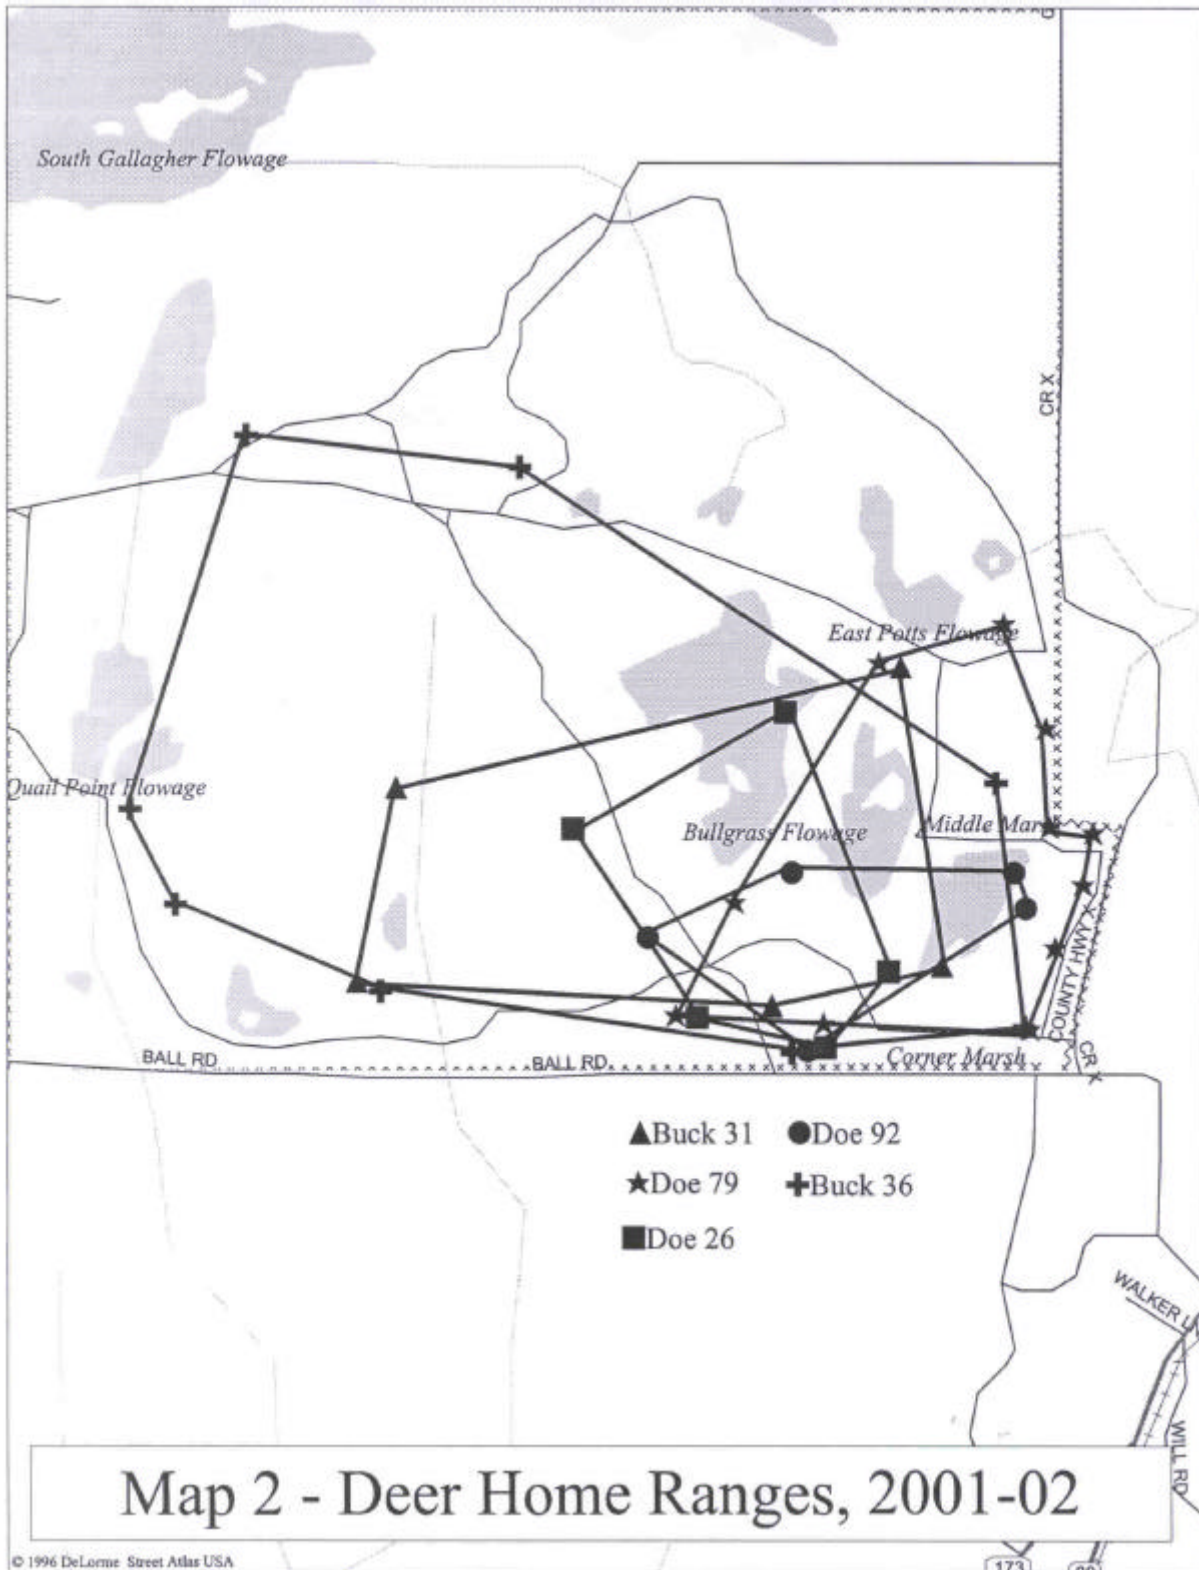 South Gallagher Flowage
CR X
East Potts Flowage
Quail Point Flowage
Bullgrass Flowage
Middle Mar
COUNTY HWY X
BALL RD
BALL RD
Corner Marsh
CR X
Buck 31
Doe 92
Doe 79
Buck 36
Doe 26
WALKER
WILL RD
Map 2 - Deer Home Ranges, 2001-02
© 1996 DeLorme Street Atlas USA
173